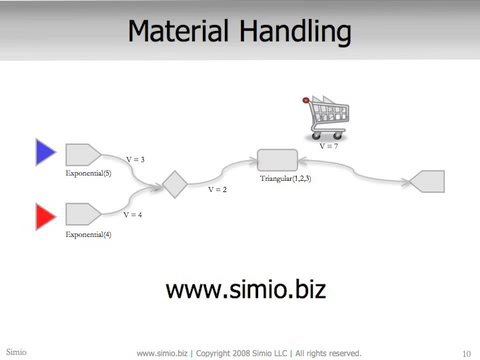 Material Handling
V = 7
V = 3
Exponential(5)
Triangular(1,2,3)
V = 2
V = 4
Exponential(4)
www.simio.biz
Simio
www.simio.biz | Copyright 2008 Simio LLC | All rights reserved.
10